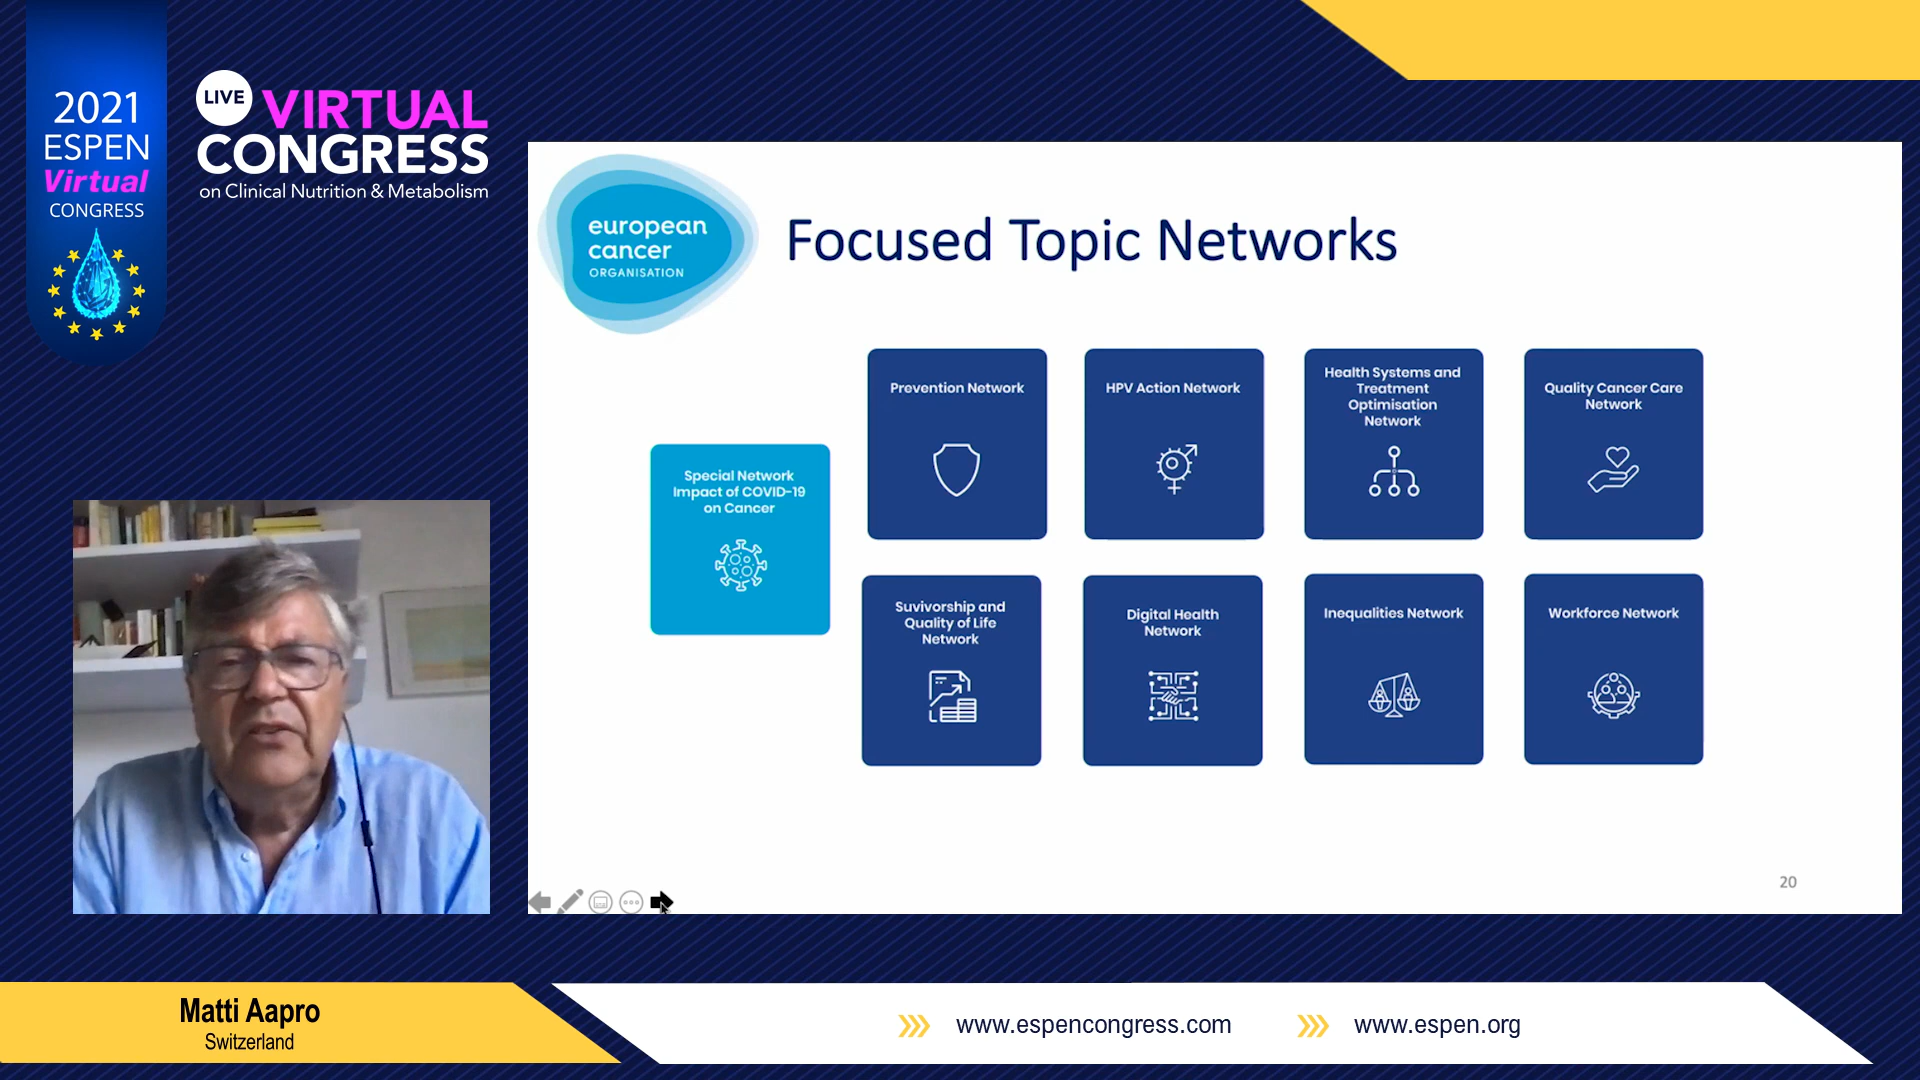 2021
ESPEN
Virtual
CONGRESS
LIVE
VIRTUAL
CONGRESS
on Clinical Nutrition & Metabolism
european
cancer
ORGANISATION
Focused Topic Networks
Special Network
Impact of COVID-19
on Cancer
Prevention Network
HPV Action Network
Health Systems and
Treatment
Optimisation
Network
Quality Cancer Care
Network
Suvivorship and
Quality of Life
Network
Digital Health
Network
Inequalities Network
Workforce Network
20
Matti Aapro
Switzerland
www.espencongress.com
www.espen.org